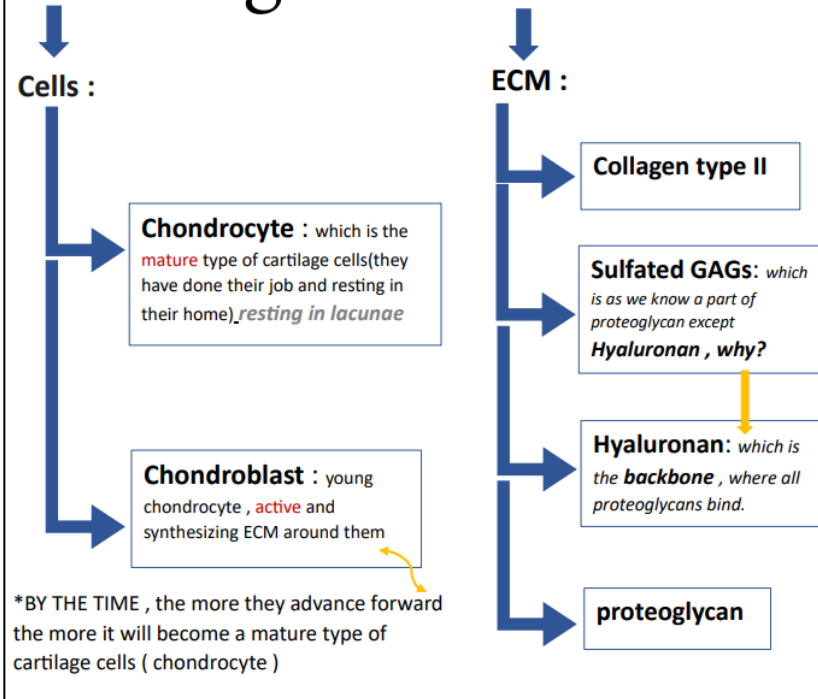 g
Cells :
Chondrocyte : which is the
mature type of cartilage cells(they
have done their job and resting in
their home)_resting in lacunae
Chondroblast : young
chondrocyte , active and
synthesizing ECM around them
*BY THE TIME , the more they advance forward
the more it will become a mature type of
cartilage cells ( chondrocyte )
ECM :
Collagen type II
Sulfated GAGs: which
is as we know a part of
proteoglycan except
Hyaluronan , why?
Hyaluronan: which is
the backbone , where all
proteoglycans bind.
proteoglycan